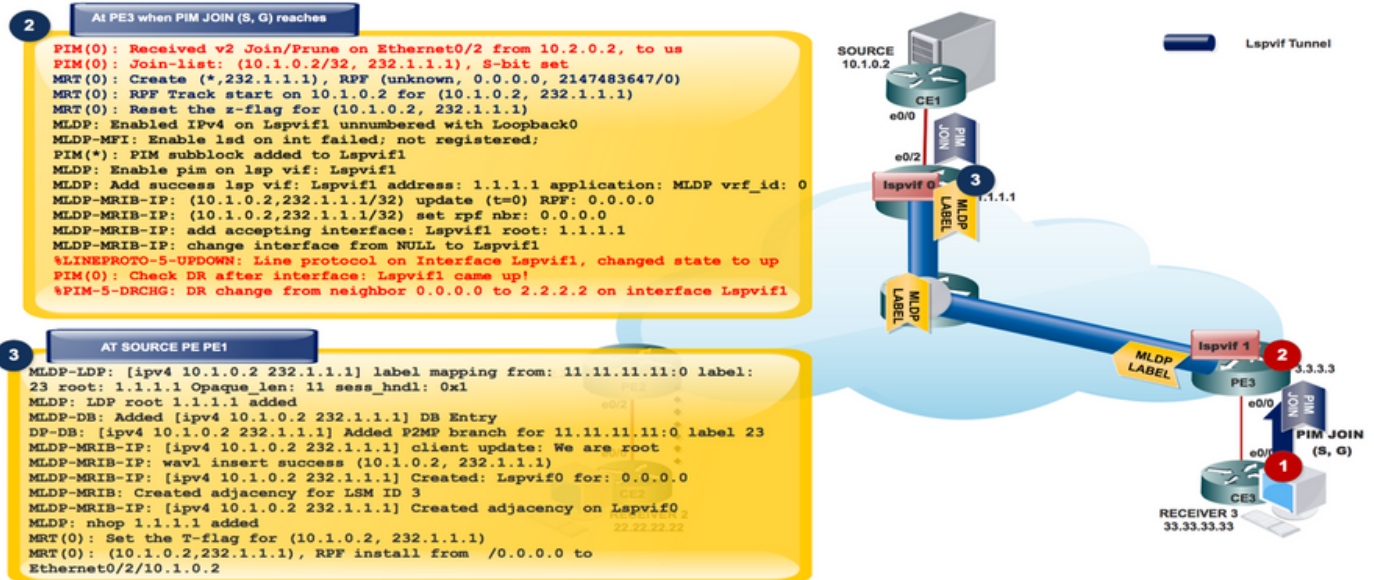 2
At PE3 when PIM JOIN (S, G) reaches
PIM(0): Received v2 Join/Prune on Ethernet0/2 from 10.2.0.2, to us
PIM(0): Join-list: (10.1.0.2/32, 232.1.1.1), S-bit set
MRT(0): Create (*,232.1.1.1), RPF (unknown, 0.0.0.0, 2147483647/0)
MRT(0): RPF Track start on 10.1.0.2 for (10.1.0.2, 232.1.1.1)
MRT(0): Reset the z-flag for (10.1.0.2, 232.1.1.1)
MLDP: Enabled IPv4 on Lspvif1 unnumbered with Loopback0
MLDP-MFI: Enable lsd on int failed; not registered;
PIM(*): PIM subblock added to Lspvif1
MLDP: Enable pim on lsp vif: Lspvif1
MLDP: Add success lsp vif: Lspvif1 address: 1.1.1.1 application: MLDP vrf_id: 0
MLDP-MRIB-IP: (10.1.0.2,232.1.1.1/32) update (t=0) RPF: 0.0.0.0
MLDP-MRIB-IP: (10.1.0.2,232.1.1.1/32) set rpf nbr: 0.0.0.0
MLDP-MRIB-IP: add accepting interface: Lspvif1 root: 1.1.1.1
MLDP-MRIB-IP: change interface from NULL to Lspvif1
%LINEPROTO-5-UPDOWN: Line protocol on Interface Lspvif1, changed state to up
PIM(0): Check DR after interface: Lspvif1 came up!
%PIM-5-DRCHG: DR change from neighbor 0.0.0.0 to 2.2.2.2 on interface Lspvif1
3
AT SOURCE PE PE1
MLDP-LDP: [ipv4 10.1.0.2 232.1.1.1] label mapping from: 11.11.11.11:0 label:
23 root: 1.1.1.1 Opaque_len: 11 sess_hndl: 0x1
MLDP: LDP root 1.1.1.1 added
MLDP-DB: Added [ipv4 10.1.0.2 232.1.1.1] DB Entry
DP-DB: [ipv4 10.1.0.2 232.1.1.1] Added P2MP branch for 11.11.11.11:0 label 23
MLDP-MRIB-IP: [ipv4 10.1.0.2 232.1.1.1] client update: We are root
MLDP-MRIB-IP: wavl insert success (10.1.0.2, 232.1.1.1)
MLDP-MRIB-IP: [ipv4 10.1.0.2 232.1.1.1] Created: Lspvif0 for: 0.0.0.0
MLDP-MRIB: Created adjacency for LSM ID 3
MLDP-MRIB-IP: [ipv4 10.1.0.2 232.1.1.1] Created adjacency on Lspvif0
MLDP: nhop 1.1.1.1 added
MRT(0): Set the T-flag for (10.1.0.2, 232.1.1.1)
MRT(0): (10.1.0.2,232.1.1.1), RPF install from /0.0.0.0 to
Ethernet0/2/10.1.0.2
PE2
e0/2
CE2
RECEIVER 2
22.22.22.22
SOURCE
10.1.0.2
CE1
e0/0
PIM
JOIN
e0/2
lspvif 0
3
1.1.1.1
MLDP
LABEL
MLDP
LABEL
MLDP
LABEL
lspvif 1
2
3.3.3.3
PE3
e0/0
PIM
JOIN
PIM JOIN
(S, G)
e0/0
1
CE3
RECEIVER 3
33.33.33.33
Lspvif Tunnel